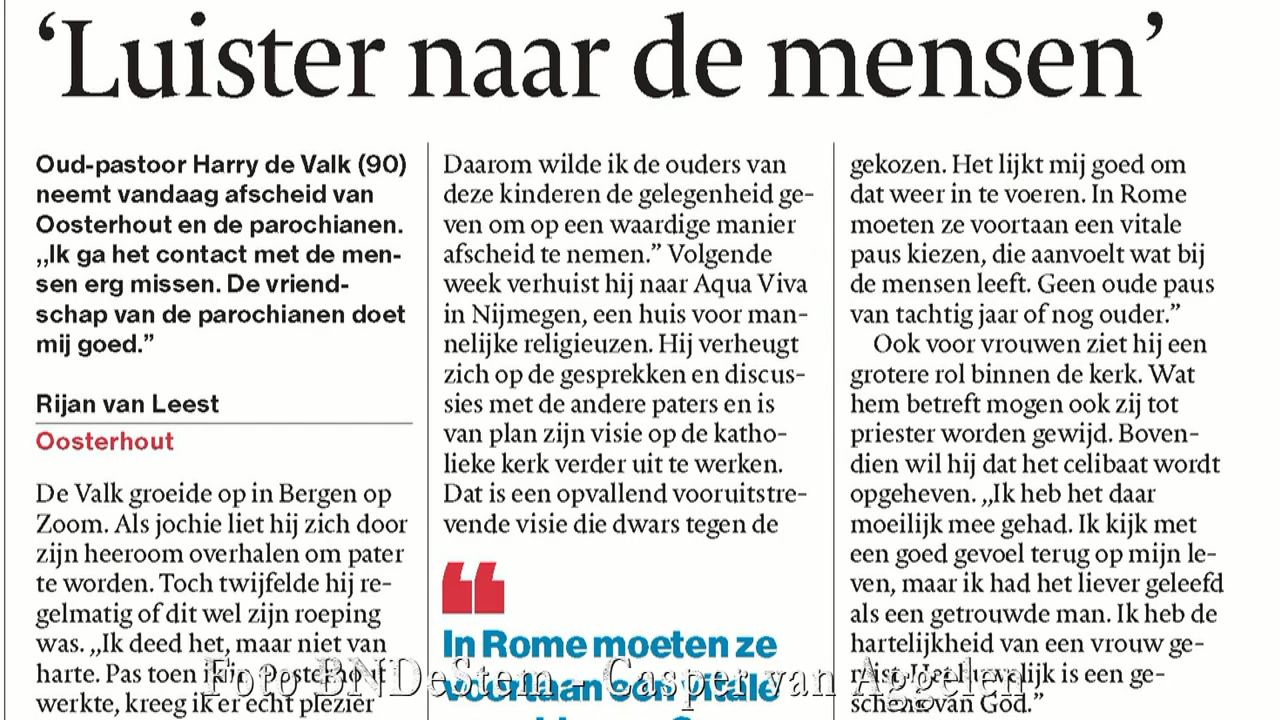 ‘Luister naar de mensen’
Oud-pastoor Harry de Valk (90)
neemt vandaag afscheid van
Oosterhout en de parochianen.
„Ik ga het contact met de men-
sen erg missen. De vriend-
schap van de parochianen doet
mij goed.”
Rijan van Leest
Oosterhout
De Valk groeide op in Bergen op
Zoom. Als jochie liet hij zich door
zijn heeroom overhalen om pater
te worden. Toch twijfelde hij re-
gelmatig of dit wel zijn roeping
was. „Ik deed het, maar niet van
harte. Pas toen ik in Oosterhout
werkte, kreeg ik er echt plezier
Daarom wilde ik de ouders van
deze kinderen de gelegenheid ge-
ven om op een waardige manier
afscheid te nemen.” Volgende
week verhuist hij naar Aqua Viva
in Nijmegen, een huis voor man-
nelijke religieuzen. Hij verheugt
zich op de gesprekken en discus-
sies met de andere paters en is
van plan zijn visie op de katho-
lieke kerk verder uit te werken.
Dat is een opvallend vooruitstre-
vende visie die dwars tegen de
“
In Rome moeten ze
voortaan een vitale
gekozen. Het lijkt mij goed om
dat weer in te voeren. In Rome
moeten ze voortaan een vitale
paus kiezen, die aanvoelt wat bij
de mensen leeft. Geen oude paus
van tachtig jaar of nog ouder.”
Ook voor vrouwen ziet hij een
grotere rol binnen de kerk. Wat
hem betreft mogen ook zij tot
priester worden gewijd. Boven-
dien wil hij dat het celibaat wordt
opgeheven. „Ik heb het daar
moeilijk mee gehad. Ik kijk met
een goed gevoel terug op mijn le-
ven, maar ik had het liever geleefd
als een getrouwde man. Ik heb de
hartelijkheid van een vrouw ge-
mist. Het huwelijk is een ge-
schenk van God.”
Foto BNDeStem - Casper van Aggelen